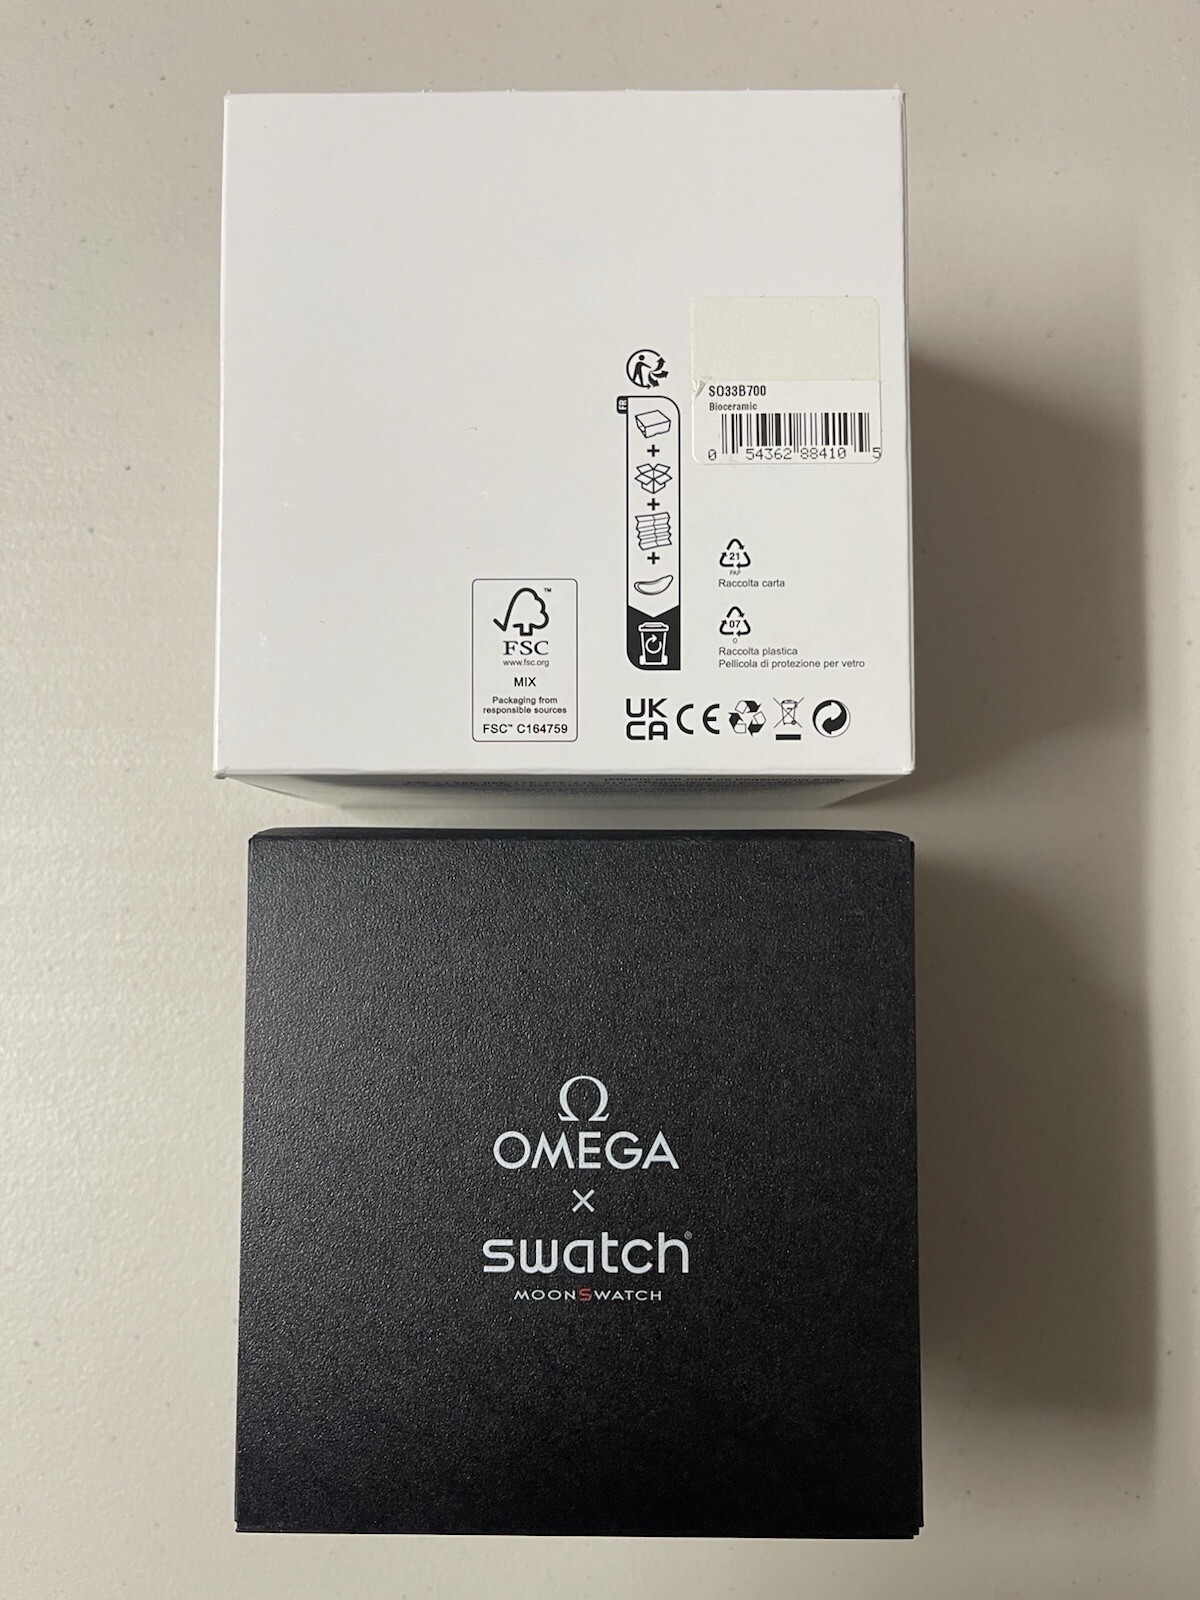 SO33B700
Bioceramic
0 54362 88410 5
FR
21
PAP
Raccolta carta
07
O
Raccolta plastica
Pellicola di protezione per vetro
™
FSC
www.fsc.org
MIX
Packaging from
responsible sources
FSC™ C164759
UK
CA CE
Ω
OMEGA
×
swatch®
MOONSWATCH